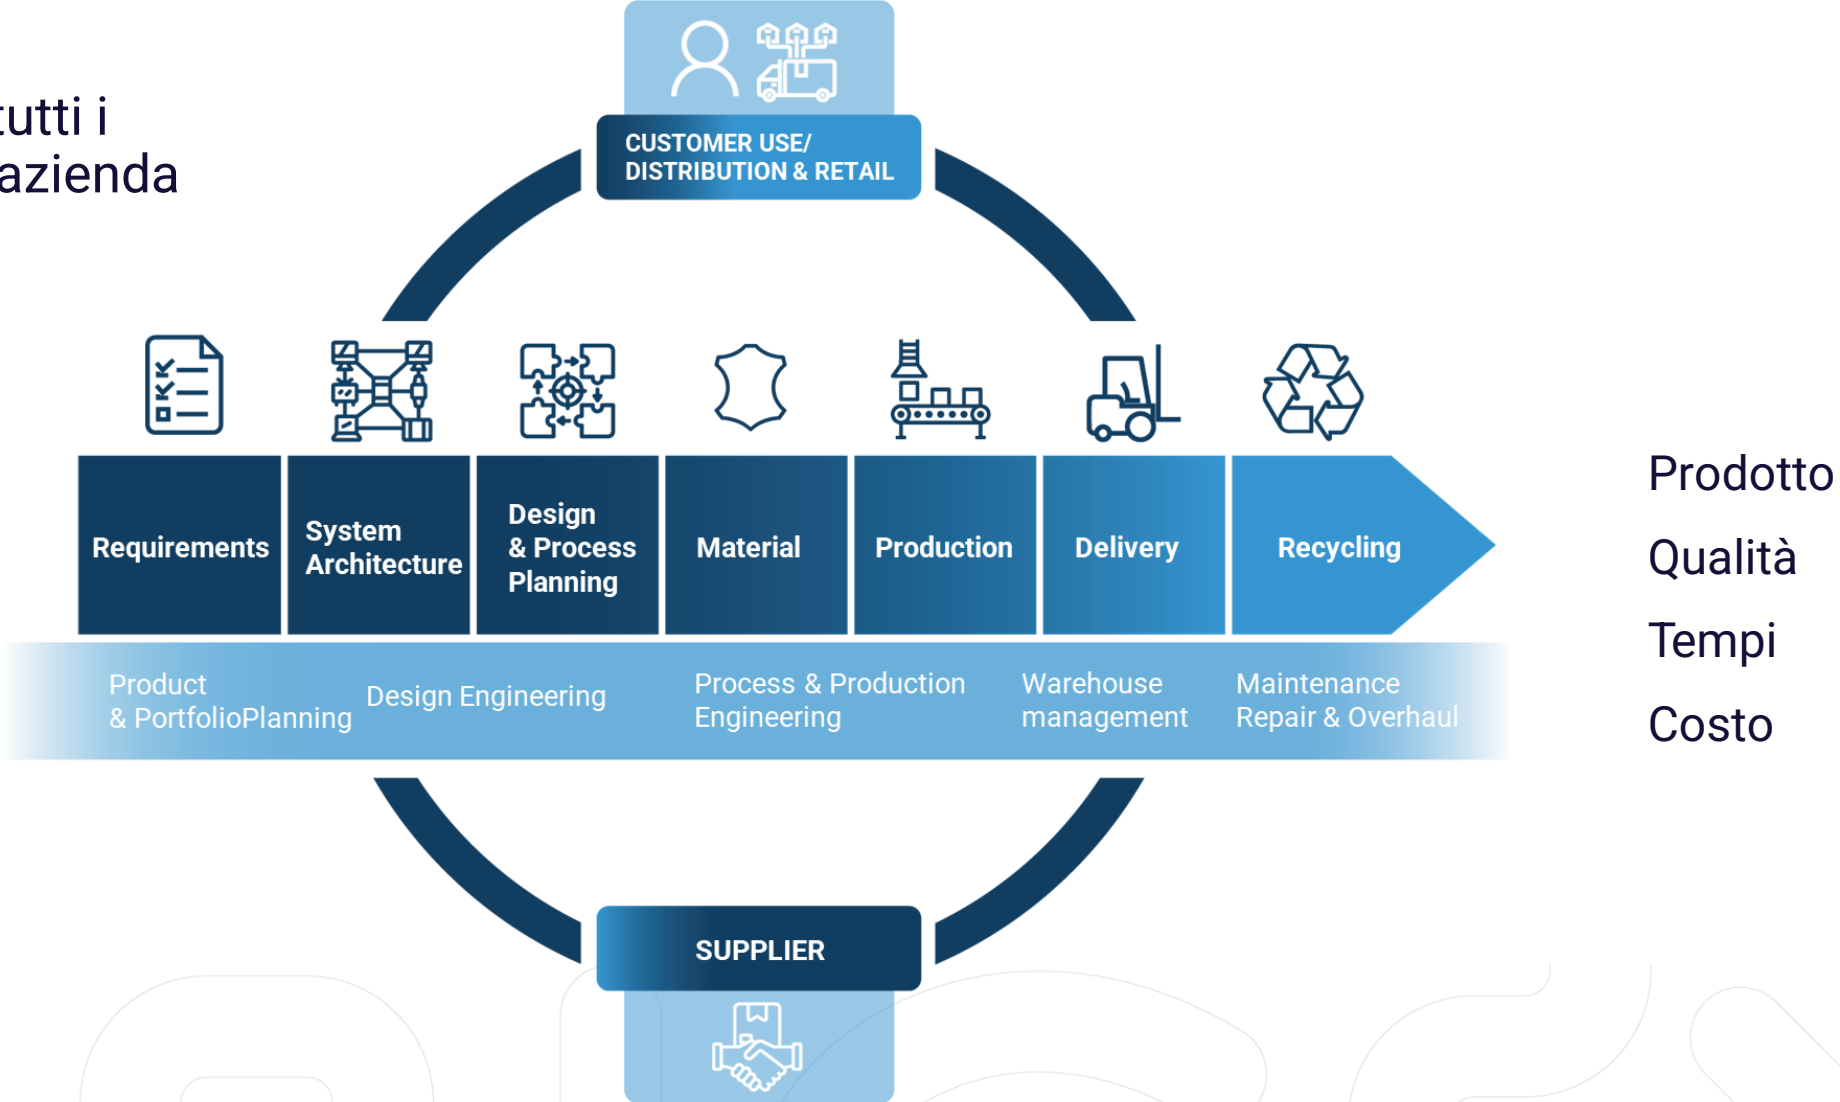 tutti i
azienda
CUSTOMER USE/
DISTRIBUTION & RETAIL
Requirements
System
Architecture
Design
& Process
Planning
Material
Production
Delivery
Recycling
Product
& PortfolioPlanning
Design Engineering
Process & Production
Engineering
Warehouse
management
Maintenance
Repair & Overhaul
SUPPLIER
Prodotto
Qualità
Tempi
Costo